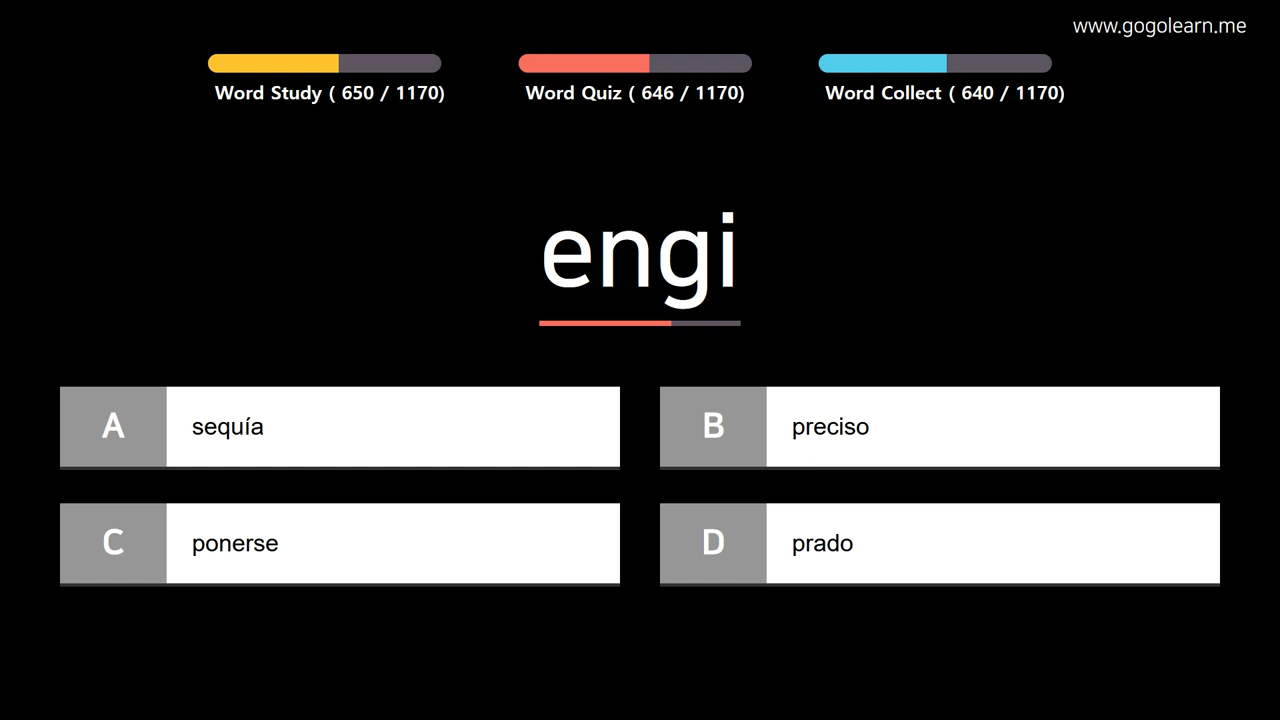 www.gogolearn.me
Word Study ( 650 / 1170)
Word Quiz ( 646 / 1170)
Word Collect ( 640 / 1170)
engi
A sequía
B preciso
C ponerse
D prado